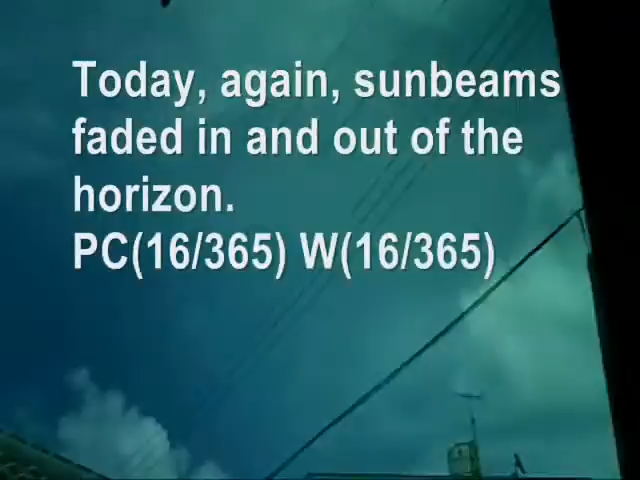 Today, again, sunbeams
faded in and out of the
horizon.
PC(16/365) W(16/365)